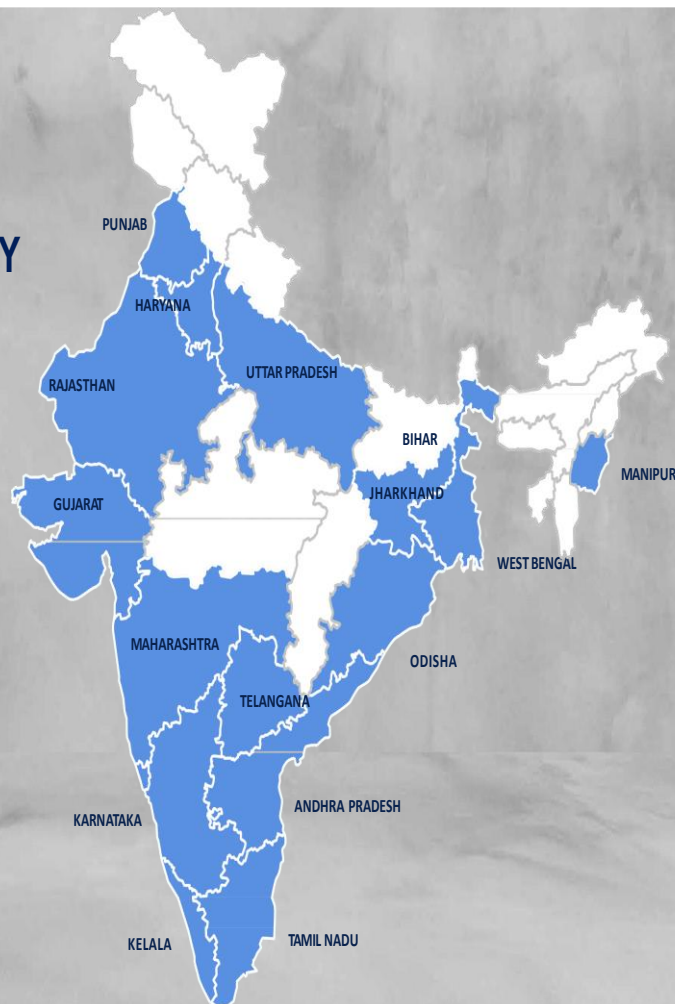 PUNJAB
Y
HARYANA
UTTAR PRADESH
RAJASTHAN
BIHAR
MANIPUR
JHARKHAND
GUJARAT
WEST BENGAL
MAHARASHTRA
ODISHA
TELANGANA
ANDHRA PRADESH
KARNATAKA
KELALA
TAMIL NADU